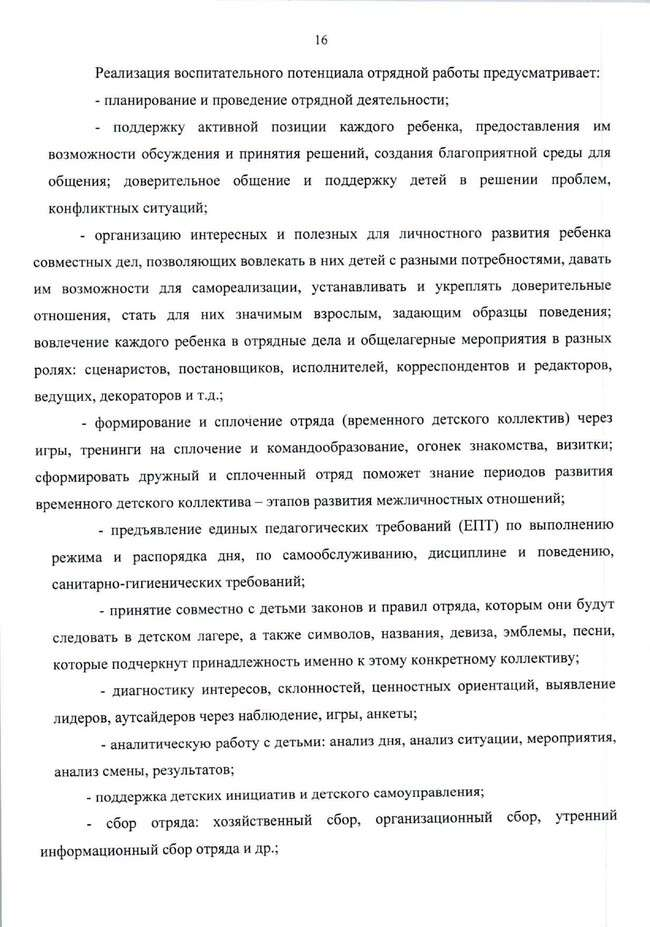 16
Реализация воспитательного потенциала отрядной работы предусматривает:
- планирование и проведение отрядной деятельности;
- поддержку активной позиции каждого ребенка, предоставления им
возможности обсуждения и принятия решений, создания благоприятной среды для
общения; доверительное общение и поддержку детей в решении проблем,
конфликтных ситуаций;
- организацию интересных и полезных для личностного развития ребенка
совместных дел, позволяющих вовлекать в них детей с разными потребностями, давать
им возможности для самореализации, устанавливать и укреплять доверительные
отношения, стать для них значимым взрослым, задающим образцы поведения;
вовлечение каждого ребенка в отрядные дела и общелагерные мероприятия в разных
ролях: сценаристов, постановщиков, исполнителей, корреспондентов и редакторов,
ведущих, декораторов и т.д.;
- формирование и сплочение отряда (временного детского коллектив) через
игры, тренинги на сплочение и командообразование, огонек знакомства, визитки;
сформировать дружный и сплоченный отряд поможет знание периодов развития
временного детского коллектива – этапов развития межличностных отношений;
- предъявление единых педагогических требований (ЕПТ) по выполнению
режима и распорядка дня, по самообслуживанию, дисциплине и поведению,
санитарно-гигиенических требований;
- принятие совместно с детьми законов и правил отряда, которым они будут
следовать в детском лагере, а также символов, названия, девиза, эмблемы, песни,
которые подчеркнут принадлежность именно к этому конкретному коллективу;
- диагностику интересов, склонностей, ценностных ориентаций, выявление
лидеров, аутсайдеров через наблюдение, игры, анкеты;
- аналитическую работу с детьми: анализ дня, анализ ситуации, мероприятия,
анализ смены, результатов;
- поддержка детских инициатив и детского самоуправления;
- сбор отряда: хозяйственный сбор, организационный сбор, утренний
информационный сбор отряда и др.;